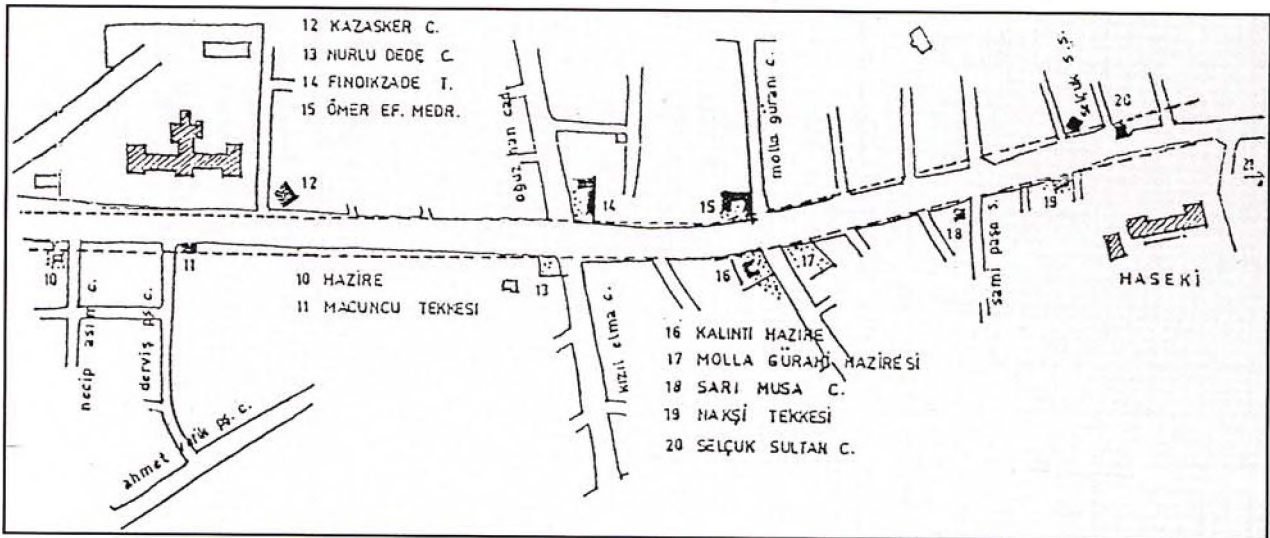 12 KAZASKER C.
13 NURLU DEDE C.
14 FINDIKZADE T.
15 ÖMER EF. MEDR.
oğuz han cad.
molla gürani c.
selçuk s. s.
20
12
14
15
21
19
18
10
11
10 HAZİRE
11 MACUNCU TEKKESİ
13
16
17
sami paşa s.
HASEKİ
necip asım c.
derviş pş. c.
kızıl elma c.
16 KALINTI HAZİRE
17 MOLLA GÜRANİ HAZİRESİ
18 SARI MUSA C.
19 NAKŞİ TEKKESİ
20 SELÇUK SULTAN C.
ahmet vefik pş. c.